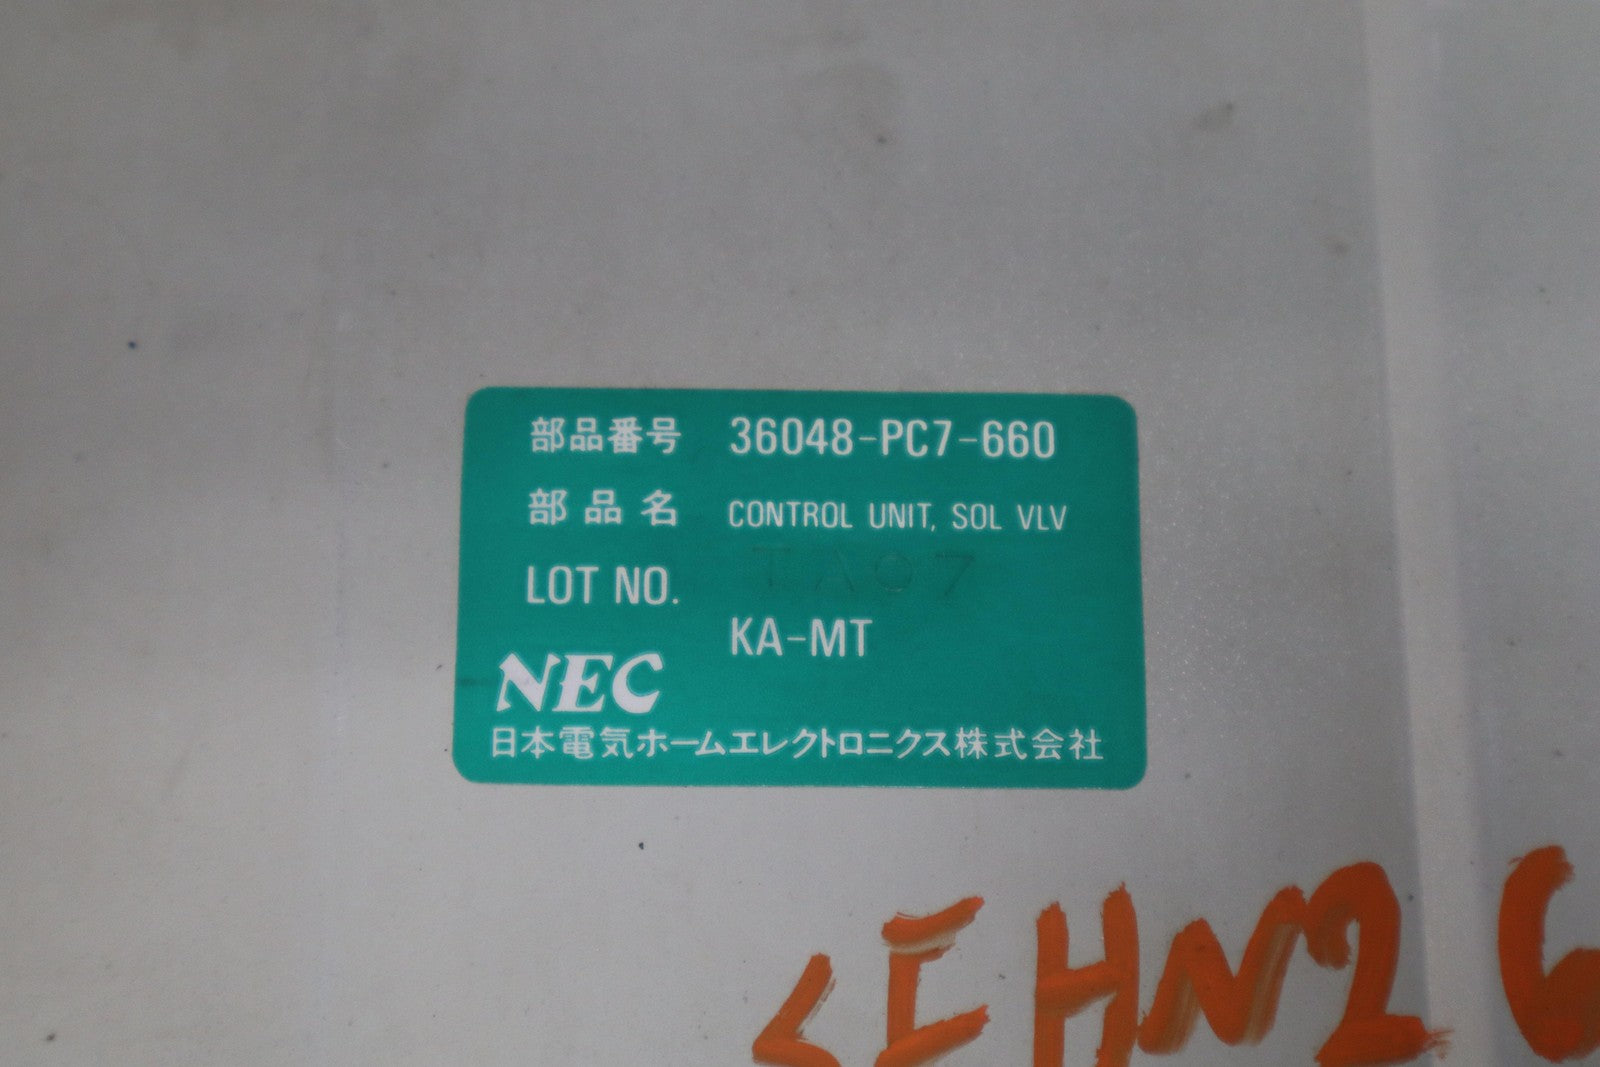 部品番号 36048-PC7-660
部品名 CONTROL UNIT, SOL VLV
LOT NO. TA07
KA-MT
NEC
日本電気ホームエレクトロニクス株式会社